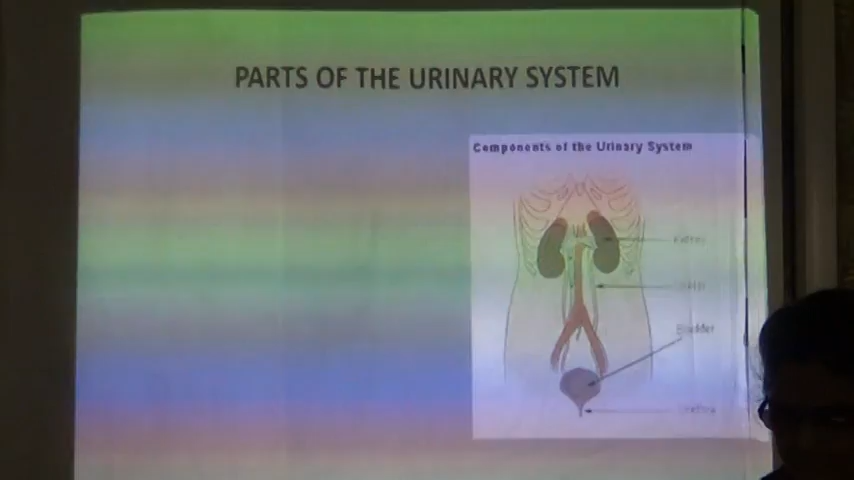 PARTS OF THE URINARY SYSTEM
Components of the Urinary System
Bladder